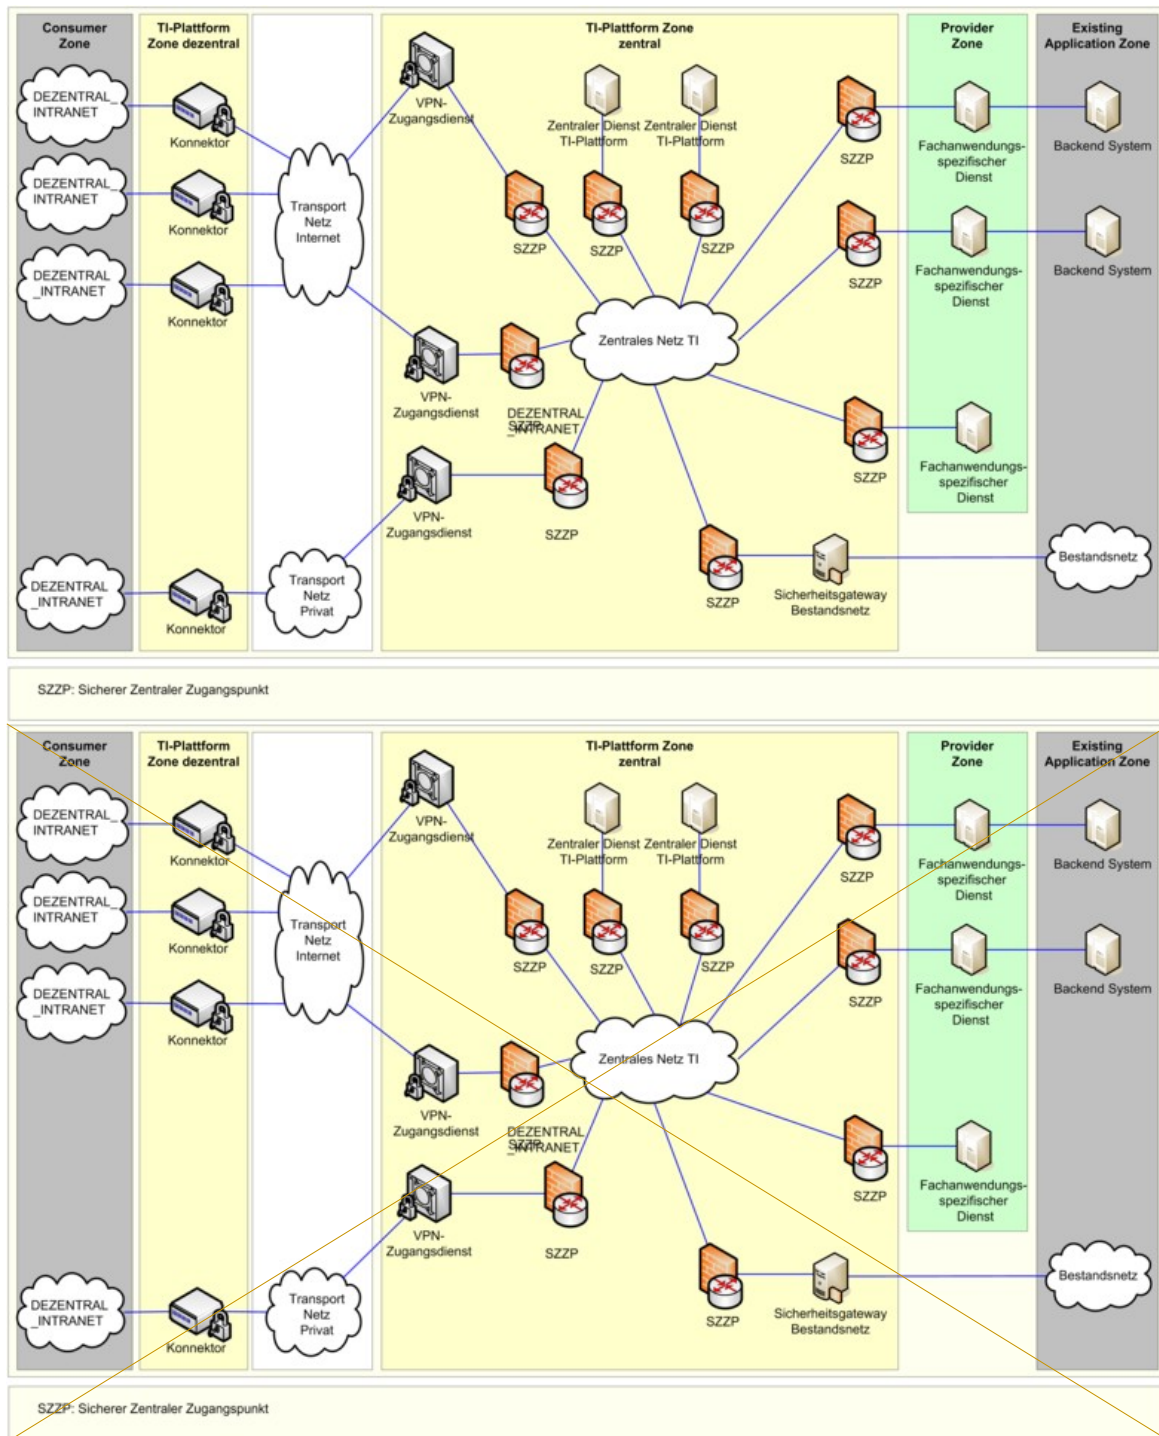 Consumer
Zone
TI-Plattform
Zone dezentral
TI-Plattform Zone
zentral
Provider
Zone
Existing
Application Zone
DEZENTRAL_
INTRANET
Konnektor
VPN-
Zugangsdienst
Zentraler Dienst
TI-Plattform
Zentraler Dienst
TI-Plattform
SZZP
Fachanwendungs-
spezifischer
Dienst
Backend System
DEZENTRAL_
INTRANET
Konnektor
Transport
Netz
Internet
SZZP
SZZP
SZZP
SZZP
Fachanwendungs-
spezifischer
Dienst
Backend System
DEZENTRAL
_INTRANET
Konnektor
Zentrales Netz TI
VPN-
Zugangsdienst
DEZENTRAL
_INTRANET
SZZP
SZZP
Fachanwendungs-
spezifischer
Dienst
VPN-
Zugangsdienst
SZZP
Bestandsnetz
DEZENTRAL
_INTRANET
Konnektor
Transport
Netz
Privat
SZZP
Sicherheitsgateway
Bestandsnetz
SZZP: Sicherer Zentraler Zugangspunkt
Consumer
Zone
TI-Plattform
Zone dezentral
TI-Plattform Zone
zentral
Provider
Zone
Existing
Application Zone
DEZENTRAL_
INTRANET
Konnektor
VPN-
Zugangsdienst
Zentraler Dienst
TI-Plattform
Zentraler Dienst
TI-Plattform
SZZP
Fachanwendungs-
spezifischer
Dienst
Backend System
DEZENTRAL_
INTRANET
Konnektor
Transport
Netz
Internet
SZZP
SZZP
SZZP
SZZP
Fachanwendungs-
spezifischer
Dienst
Backend System
DEZENTRAL
_INTRANET
Konnektor
Zentrales Netz TI
VPN-
Zugangsdienst
DEZENTRAL
_INTRANET
SZZP
SZZP
Fachanwendungs-
spezifischer
Dienst
VPN-
Zugangsdienst
SZZP
Bestandsnetz
DEZENTRAL
_INTRANET
Konnektor
Transport
Netz
Privat
SZZP
Sicherheitsgateway
Bestandsnetz
SZZP: Sicherer Zentraler Zugangspunkt